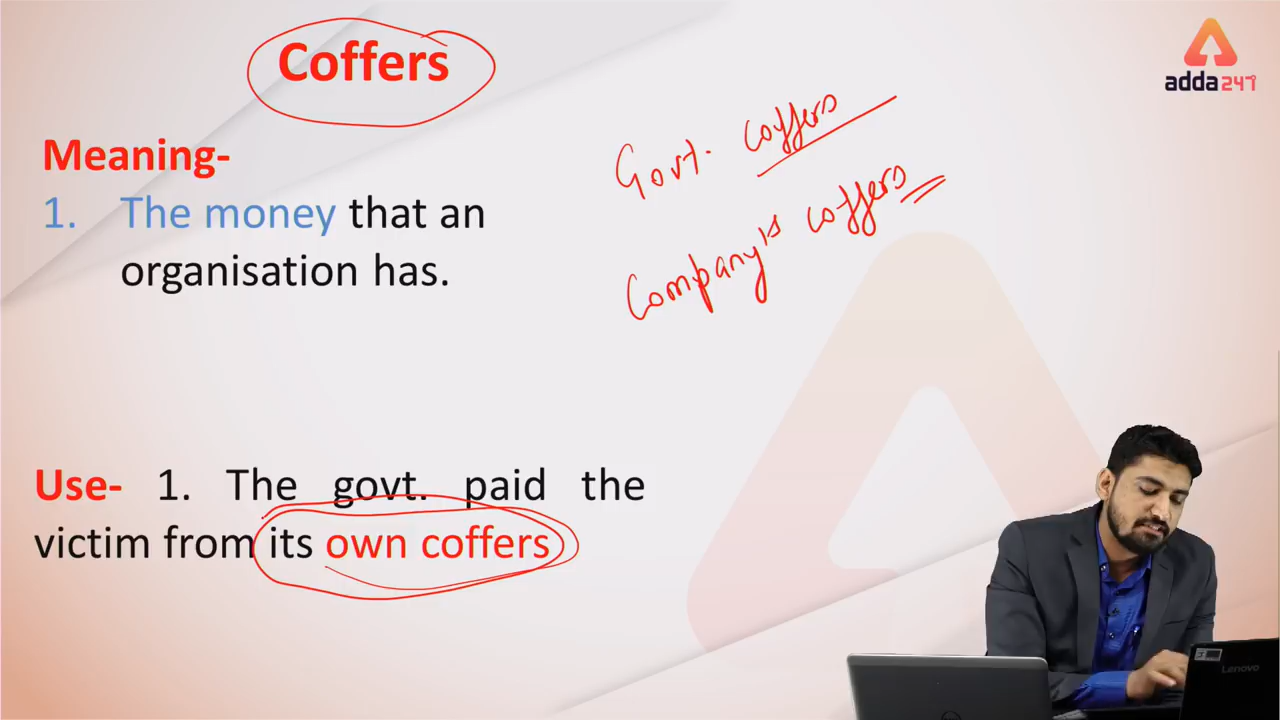 Coffers
adda247
Meaning-
1. The money that an
organisation has.
Govt. coffers
Company's coffers
Use- 1. The govt. paid the
victim from its own coffers
Lenovo